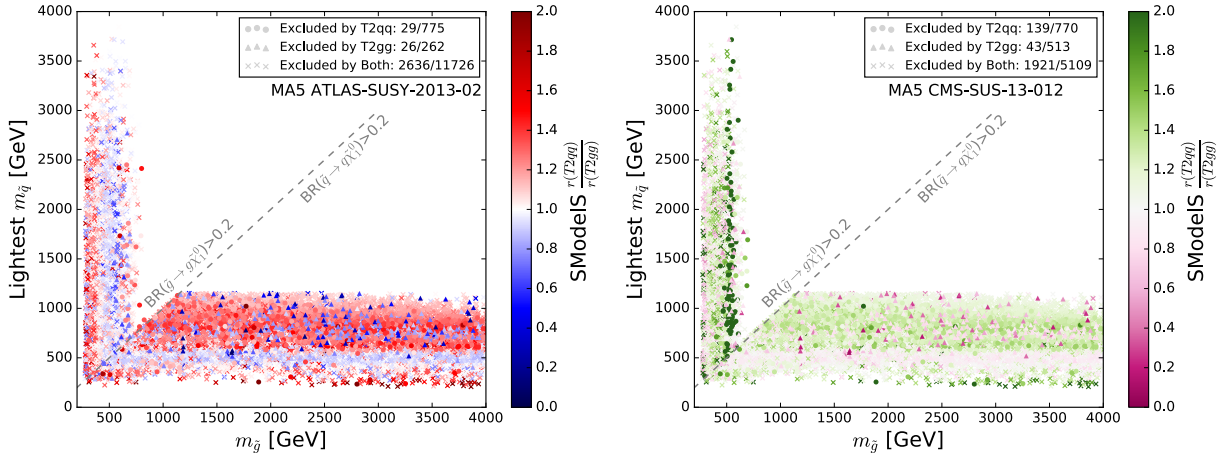 4000
3500
3000
2500
2000
1500
1000
500
0
Lightest m_q̃ [GeV]
Excluded by T2qq: 29/775
Excluded by T2gg: 26/262
Excluded by Both: 2636/11726
MA5 ATLAS-SUSY-2013-02
BR(g̃ → gχ̃₁⁰)>0.2
BR(g̃ → gχ̃₁⁰)>0.2
500 1000 1500 2000 2500 3000 3500 4000
m_g̃ [GeV]
2.0
1.8
1.6
1.4
1.2
1.0
0.8
0.6
0.4
0.2
0.0
SModelS r(T2qq)/r(T2gg)
4000
3500
3000
2500
2000
1500
1000
500
0
Lightest m_q̃ [GeV]
Excluded by T2qq: 139/770
Excluded by T2gg: 43/513
Excluded by Both: 1921/5109
MA5 CMS-SUS-13-012
BR(g̃ → gχ̃₁⁰)>0.2
BR(g̃ → gχ̃₁⁰)>0.2
500 1000 1500 2000 2500 3000 3500 4000
m_g̃ [GeV]
2.0
1.8
1.6
1.4
1.2
1.0
0.8
0.6
0.4
0.2
0.0
SModelS r(T2qq)/r(T2gg)